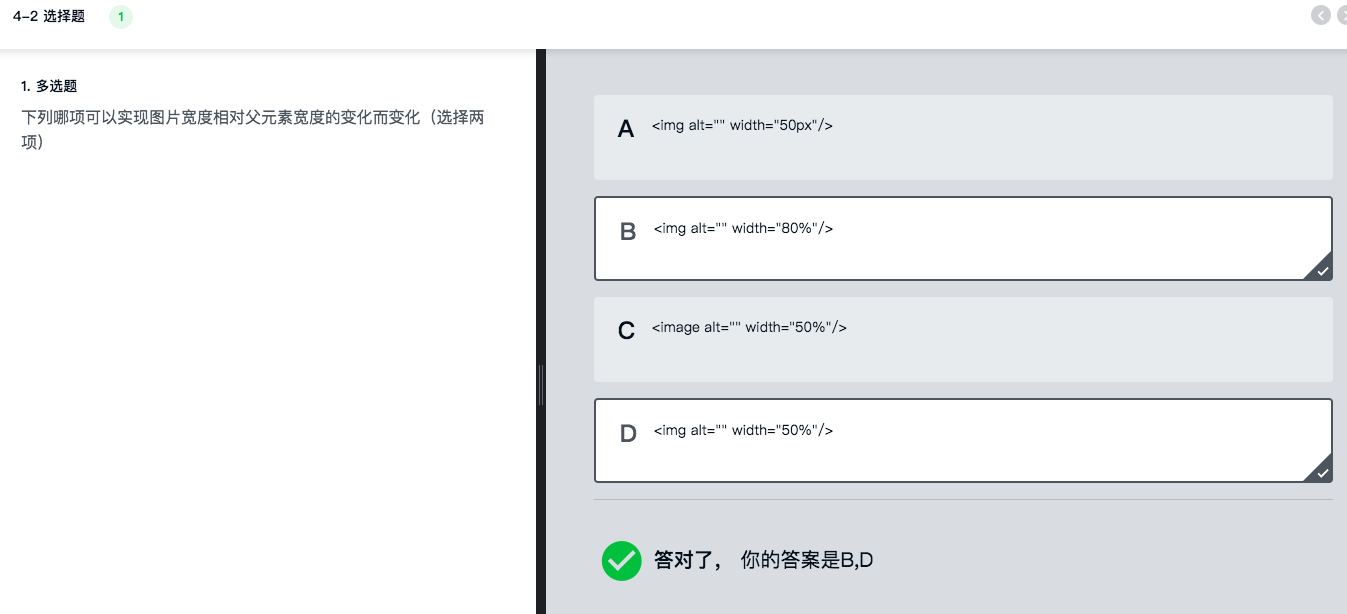 4-2 选择题 1
1. 多选题
下列哪项可以实现图片宽度相对父元素宽度的变化而变化（选择两
项）
A <img alt="" width="50px"/>
B <img alt="" width="80%"/>
C <image alt="" width="50%"/>
D <img alt="" width="50%"/>
答对了， 你的答案是B,D